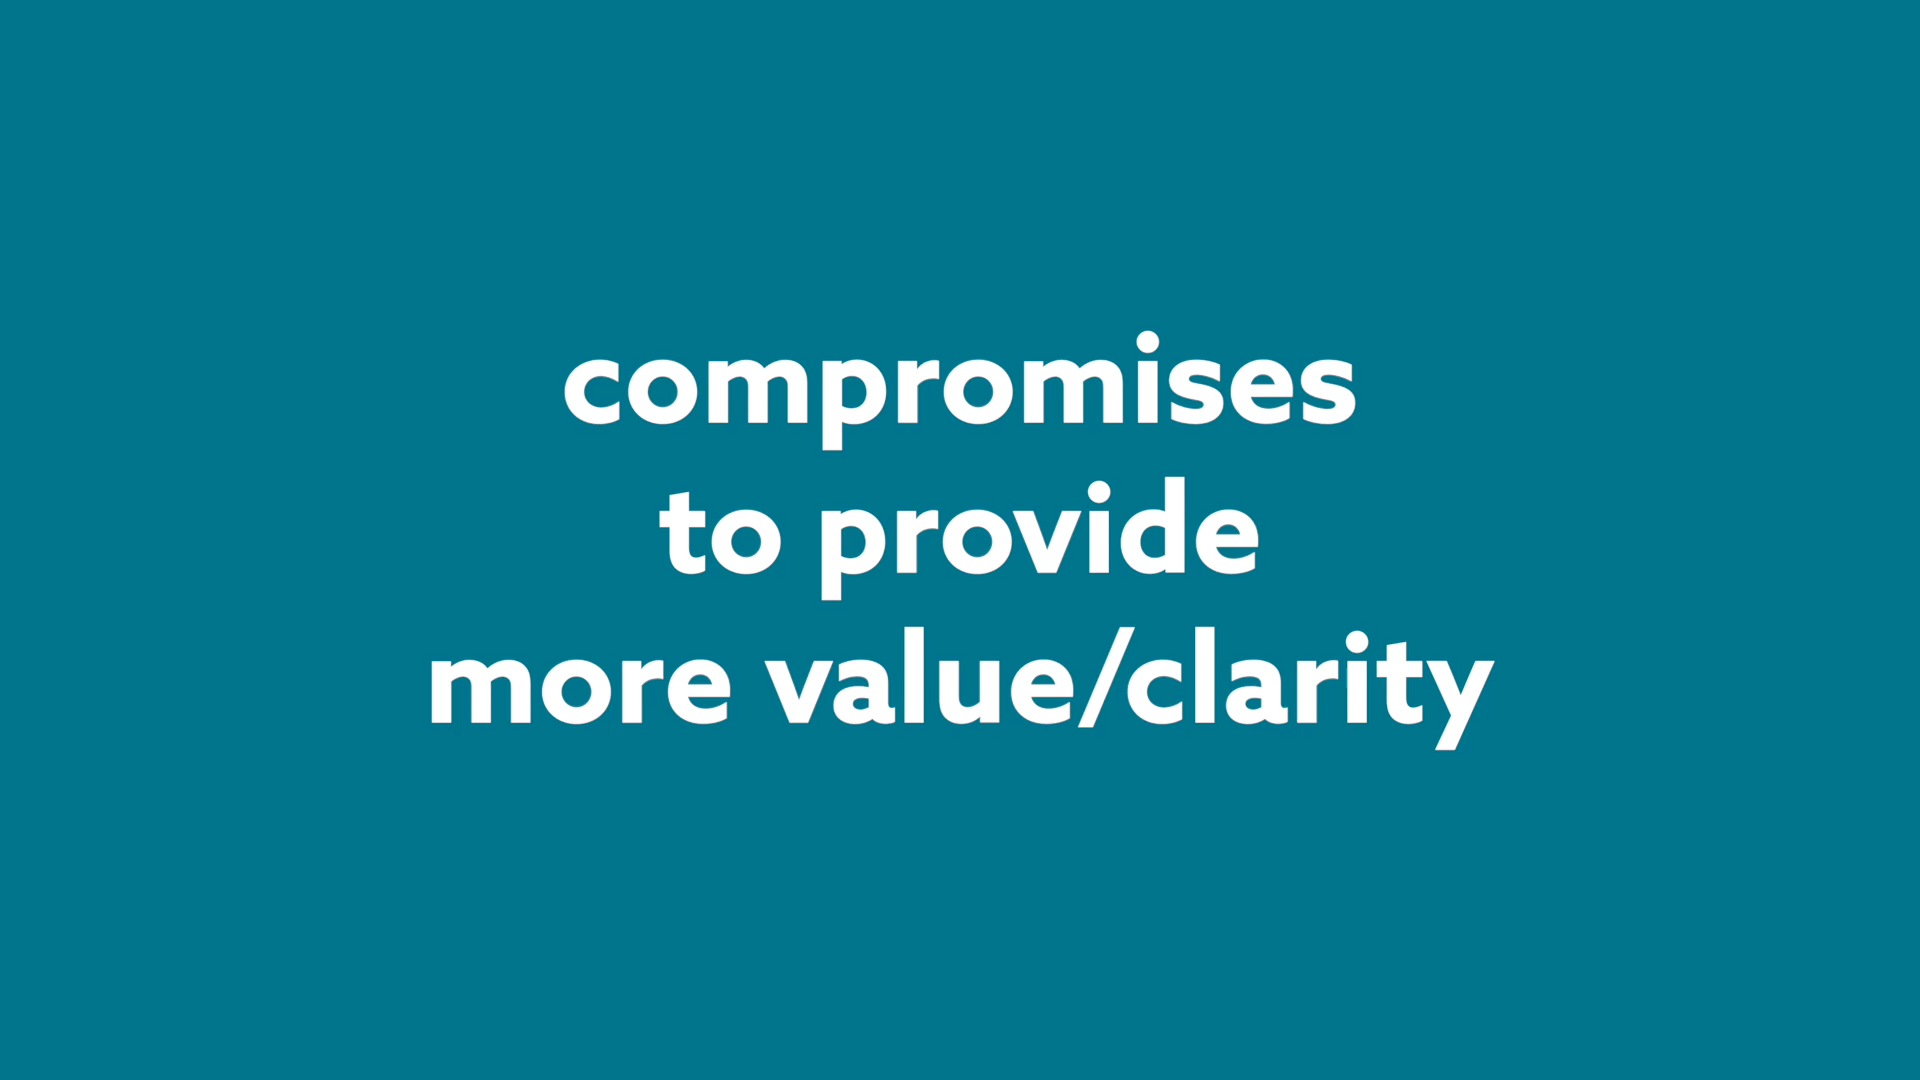 compromises
to provide
more value/clarity